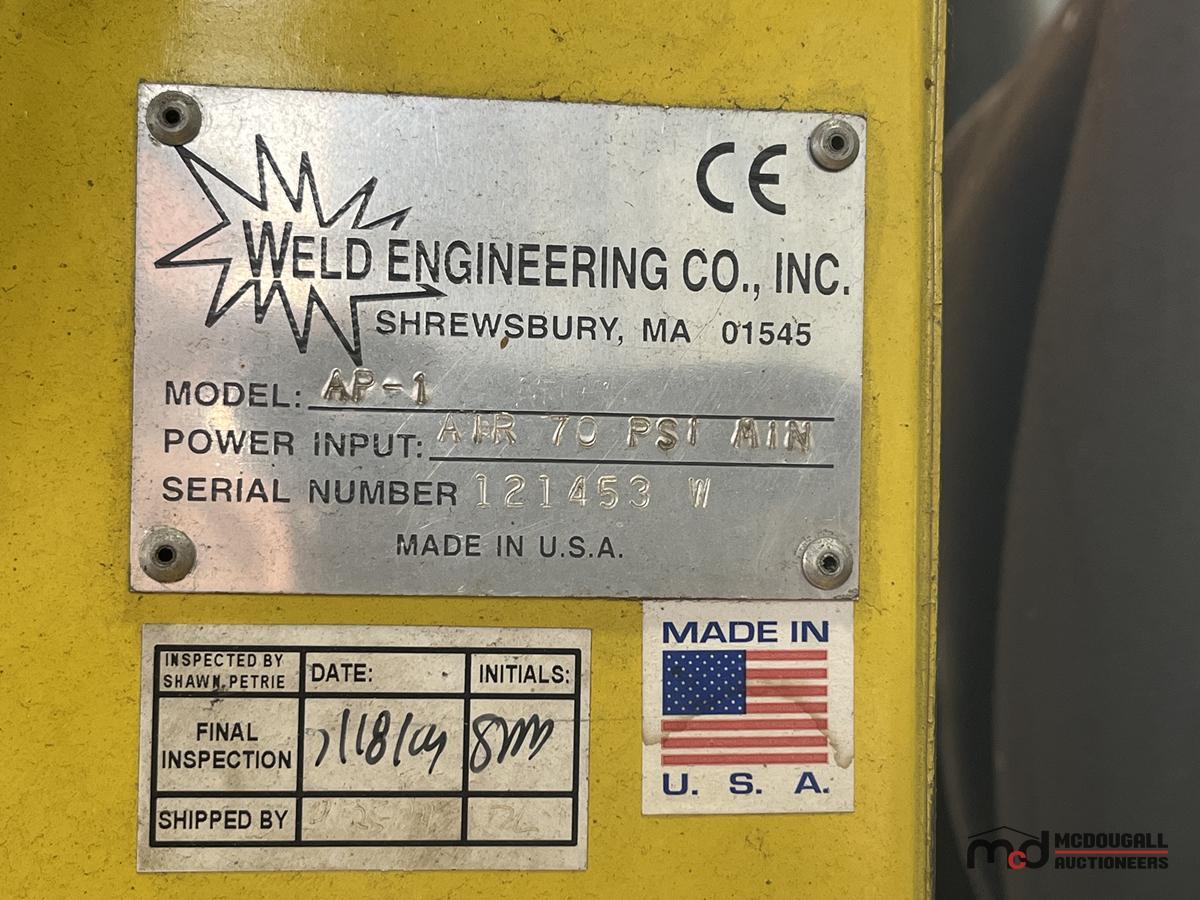 CE
WELD ENGINEERING CO., INC.
SHREWSBURY, MA 01545
MODEL: AP-1
POWER INPUT: AIR 70 PSI MIN
SERIAL NUMBER 121453 W
MADE IN U.S.A.
INSPECTED BY
SHAWN PETRIE
DATE:
INITIALS:
FINAL
INSPECTION
SHIPPED BY
MADE IN
U. S. A.
mcd MCDOUGALL
AUCTIONEERS